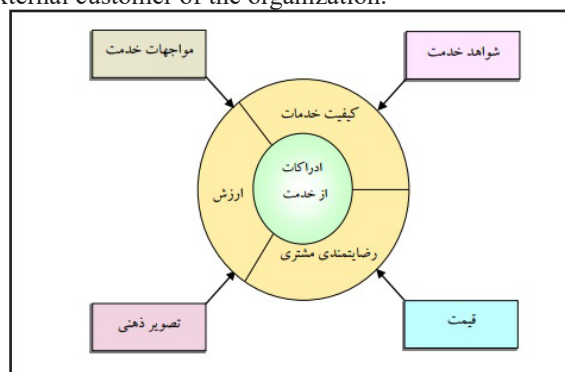 xternal customer of the organization.
مواجهات خدمت
شواهد خدمت
کیفیت خدمات
ادراکات
از خدمت
ارزش
رضایتمندی مشتری
تصویر ذهنی
قیمت